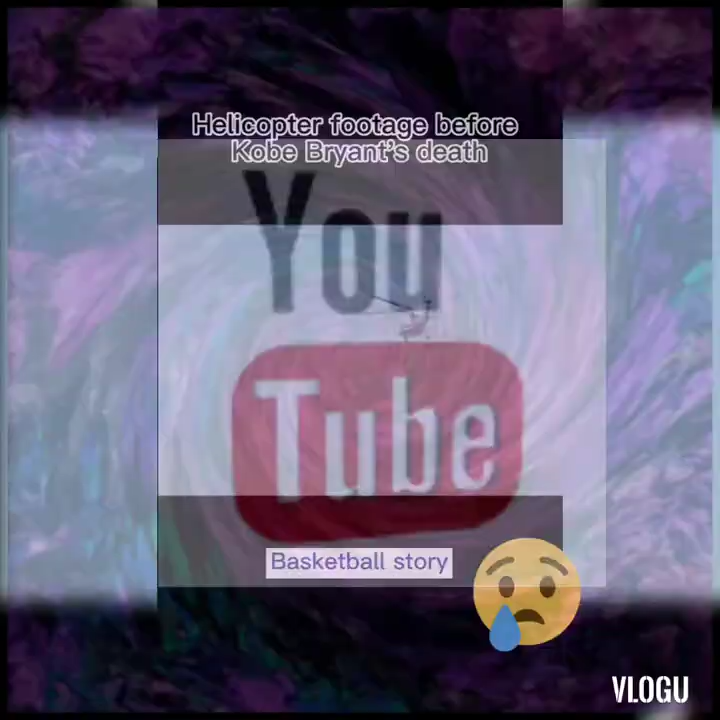 Helicopter footage before
Kobe Bryant's death
You
Tube
Basketball story
VLOGU